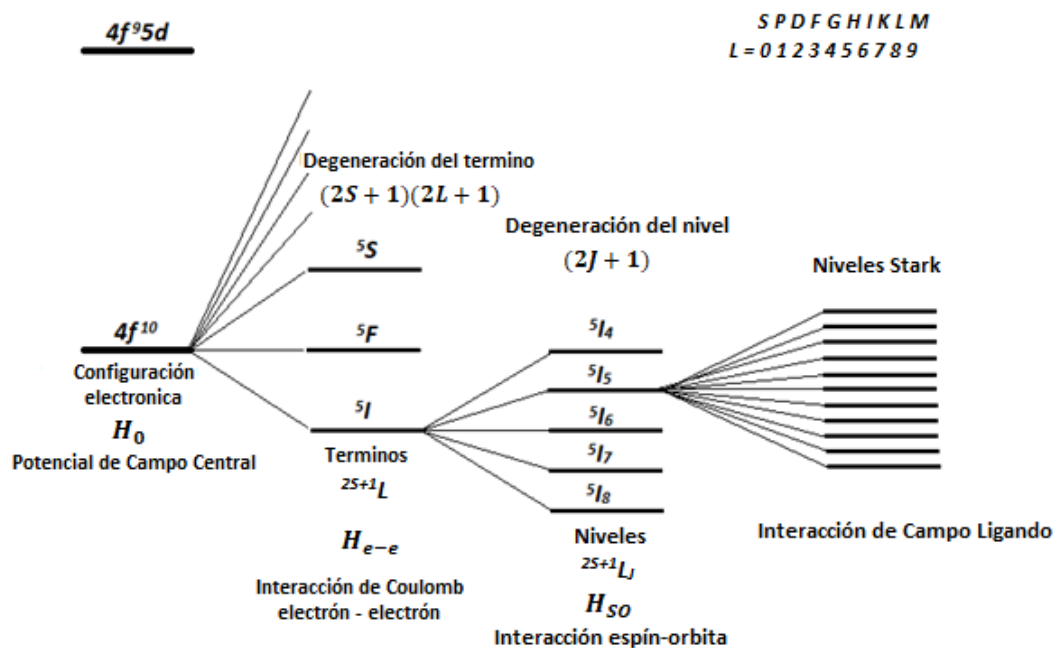 4f⁹5d
S P D F G H I K L M
L = 0 1 2 3 4 5 6 7 8 9
Degeneración del termino
(2S + 1)(2L + 1)
Degeneración del nivel
(2J + 1)
Niveles Stark
⁵S
4f¹⁰
⁵F
⁵I₄
⁵I₅
⁵I
⁵I₆
⁵I₇
⁵I₈
Configuración
electronica
H₀
Potencial de Campo Central
Terminos
²ˢ⁺¹L
Hₑ₋ₑ
Interacción de Coulomb
electrón - electrón
Niveles
²ˢ⁺¹L_J
H_SO
Interacción espín-orbita
Interacción de Campo Ligando